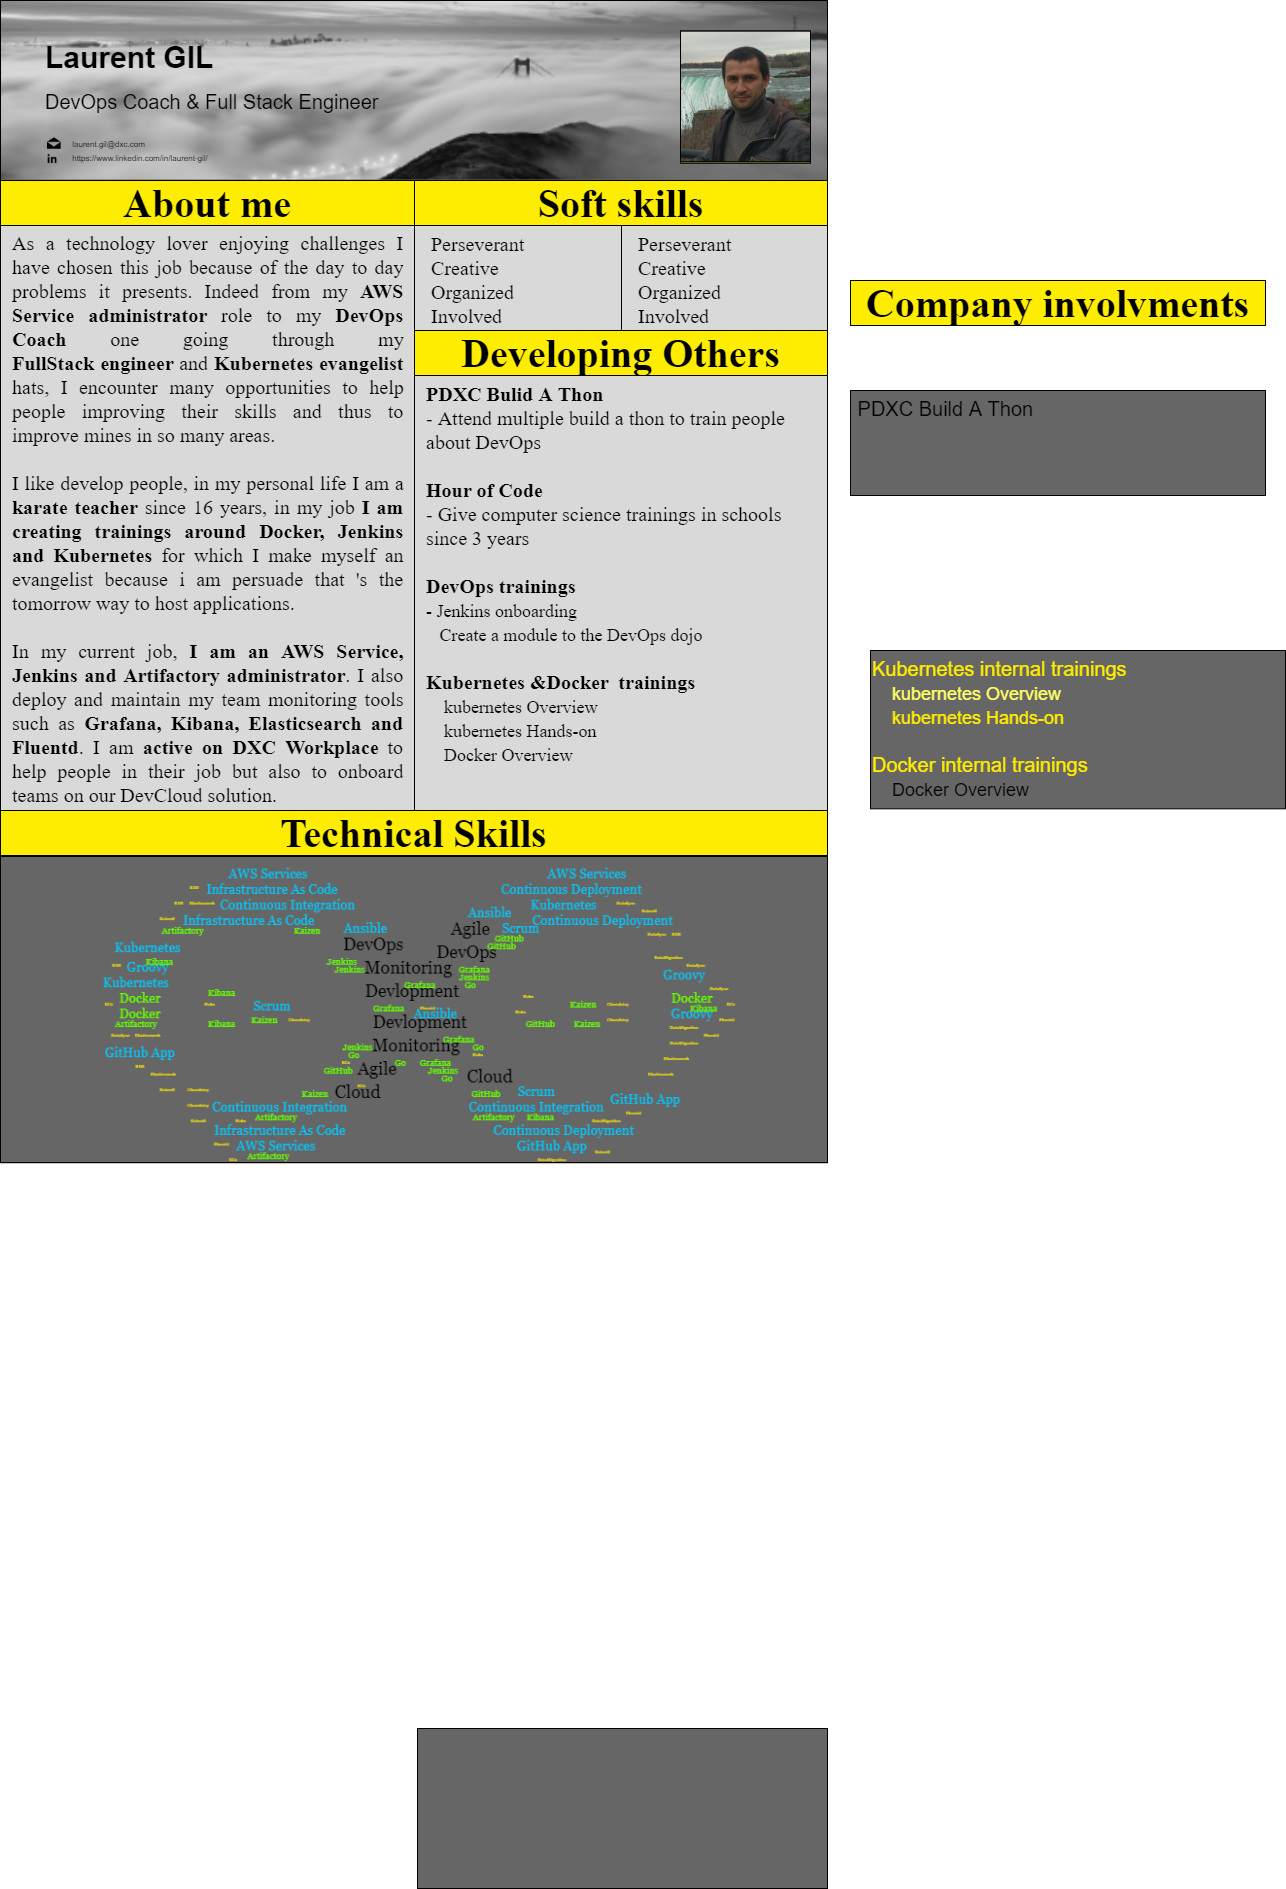 Laurent GIL
DevOps Coach & Full Stack Engineer
laurent.gil@dxc.com
https://www.linkedin.com/in/laurent-gil/
About me
As a technology lover enjoying challenges I
have chosen this job because of the day to day
problems it presents. Indeed from my AWS
Service administrator role to my DevOps
Coach one going through my
FullStack engineer and Kubernetes evangelist
hats, I encounter many opportunities to help
people improving their skills and thus to
improve mines in so many areas.
I like develop people, in my personal life I am a
karate teacher since 16 years, in my job I am
creating trainings around Docker, Jenkins
and Kubernetes for which I make myself an
evangelist because i am persuade that 's the
tomorrow way to host applications.
In my current job, I am an AWS Service,
Jenkins and Artifactory administrator. I also
deploy and maintain my team monitoring tools
such as Grafana, Kibana, Elasticsearch and
Fluentd. I am active on DXC Workplace to
help people in their job but also to onboard
teams on our DevCloud solution.
Soft skills
Perseverant
Creative
Organized
Involved
Perseverant
Creative
Organized
Involved
Developing Others
PDXC Bulid A Thon
- Attend multiple build a thon to train people
about DevOps
Hour of Code
- Give computer science trainings in schools
since 3 years
DevOps trainings
- Jenkins onboarding
Create a module to the DevOps dojo
Kubernetes &Docker trainings
kubernetes Overview
kubernetes Hands-on
Docker Overview
Company involvments
PDXC Build A Thon
Kubernetes internal trainings
kubernetes Overview
kubernetes Hands-on
Docker internal trainings
Docker Overview
Technical Skills
AWS Services AWS Services
Infrastructure As Code Continuous Deployment
Continuous Integration Kubernetes
Ansible
Infrastructure As Code Continuous Deployment
Artifactory Kaizen Ansible Agile Scrum
GitHub
Kubernetes DevOps DevOps GitHub
Kibana Jenkins
Groovy Jenkins Monitoring Grafana Groovy
Jenkins
Kubernetes Grafana Go
Kibana Devlopment
Docker Docker
Scrum Grafana Kaizen Kibana
Docker Ansible Groovy
Artifactory Kibana Kaizen Devlopment GitHub Kaizen
Grafana
Jenkins Monitoring Go
GitHub App Go
Go Grafana
GitHub Agile Jenkins
Go Cloud
Kaizen Cloud GitHub Scrum GitHub App
Continuous Integration Continuous Integration
Artifactory Artifactory Kibana
Infrastructure As Code Continuous Deployment
AWS Services GitHub App
Artifactory